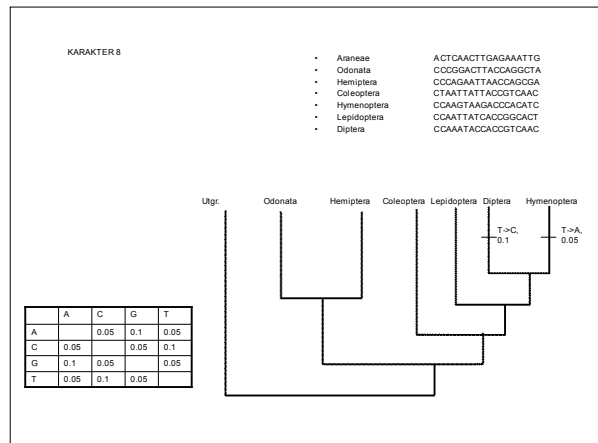 KARAKTER 8
• Araneae ACTCAACTTGAGAAATTG
• Odonata CCCGGACTTACCAGGCTA
• Hemiptera CCCAGAATTAACCAGCGA
• Coleoptera CTAATTATTACCGTCAAC
• Hymenoptera CCAAGTAAGACCCACATC
• Lepidoptera CCAATTATCACCGGCACT
• Diptera CCAAATACCACCGTCAAC
Utgr. Odonata Hemiptera Coleoptera Lepidoptera Diptera Hymenoptera
T->C, T->A,
0.1 0.05
A C G T
A 0.05 0.1 0.05
C 0.05 0.05 0.1
G 0.1 0.05 0.05
T 0.05 0.1 0.05